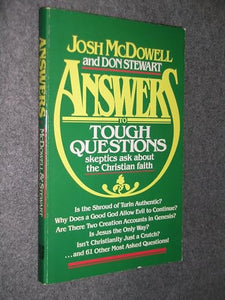 Josh McDowell
and DON STEWART
ANSWERS
TO
TOUGH
QUESTIONS
skeptics ask about
the Christian faith
Is the Shroud of Turin Authentic?
Why Does a Good God Allow Evil to Continue?
Are There Two Creation Accounts in Genesis?
Is Jesus the Only Way?
Isn't Christianity Just a Crutch?
...and 61 Other Most Asked Questions!
ANSWERS
McDowell & Stewart